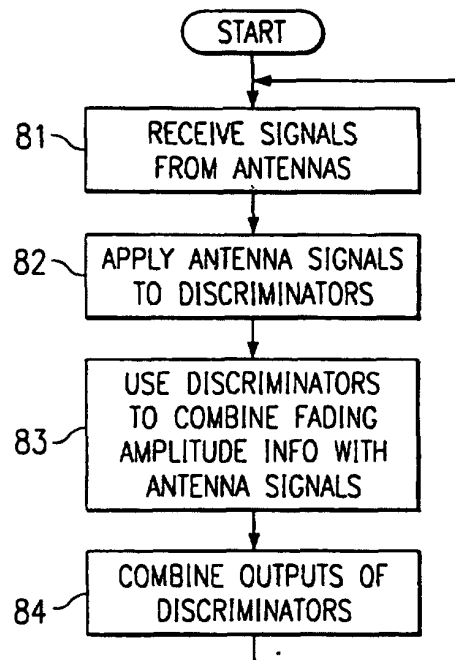 START
81
RECEIVE SIGNALS
FROM ANTENNAS
82
APPLY ANTENNA SIGNALS
TO DISCRIMINATORS
83
USE DISCRIMINATORS
TO COMBINE FADING
AMPLITUDE INFO WITH
ANTENNA SIGNALS
84
COMBINE OUTPUTS OF
DISCRIMINATORS